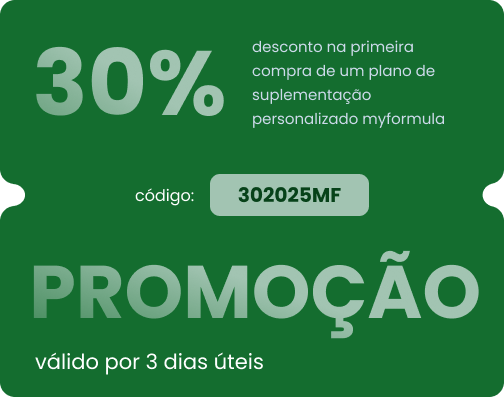 30%
desconto na primeira
compra de um plano de
suplementação
personalizado myformula
código: 302025MF
PROMOÇÃO
válido por 3 dias úteis